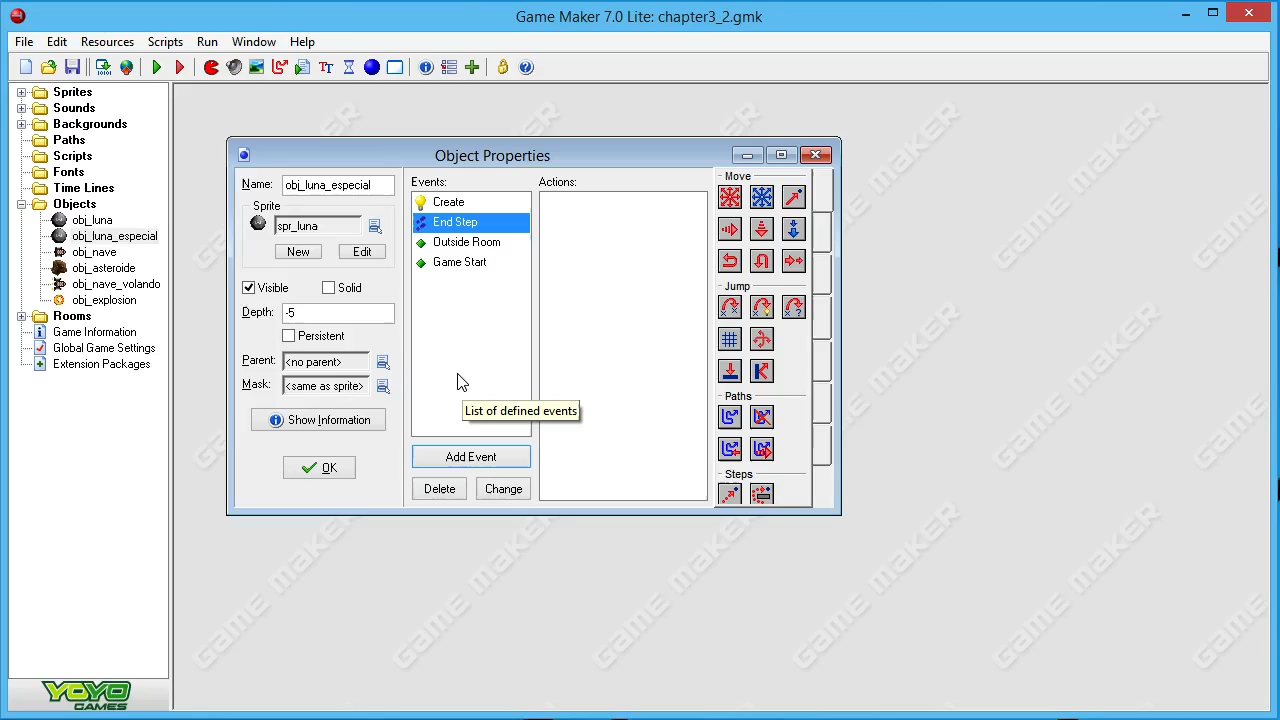 Game Maker 7.0 Lite: chapter3_2.gmk
File Edit Resources Scripts Run Window Help
Sprites
Sounds
Backgrounds
Paths
Scripts
Fonts
Time Lines
Objects
obj_luna
obj_luna_especial
obj_nave
obj_asteroide
obj_nave_volando
obj_explosion
Rooms
Game Information
Global Game Settings
Extension Packages
YOYO
GAMES
Object Properties
Name: obj_luna_especial
Sprite
spr_luna
New Edit
Visible Solid
Depth: -5
Persistent
Parent: <no parent>
Mask: <same as sprite>
Show Information
OK
Events:
Create
End Step
Outside Room
Game Start
List of defined events
Add Event
Delete Change
Actions:
Move
Jump
Paths
Steps
GAME MAKER